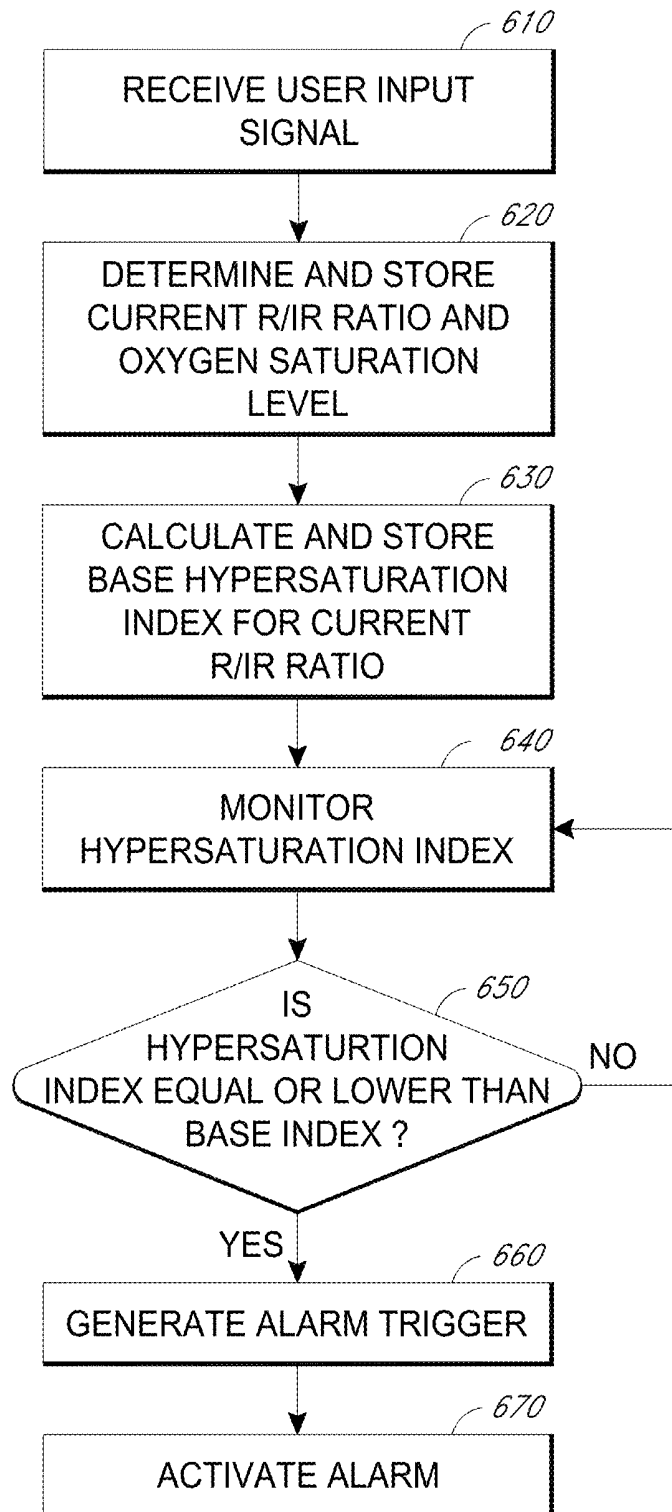 610
RECEIVE USER INPUT
SIGNAL
620
DETERMINE AND STORE
CURRENT R/IR RATIO AND
OXYGEN SATURATION
LEVEL
630
CALCULATE AND STORE
BASE HYPERSATURATION
INDEX FOR CURRENT
R/IR RATIO
640
MONITOR
HYPERSATURATION INDEX
650
IS
HYPERSATURTION
INDEX EQUAL OR LOWER THAN
BASE INDEX ?
NO
YES
660
GENERATE ALARM TRIGGER
670
ACTIVATE ALARM